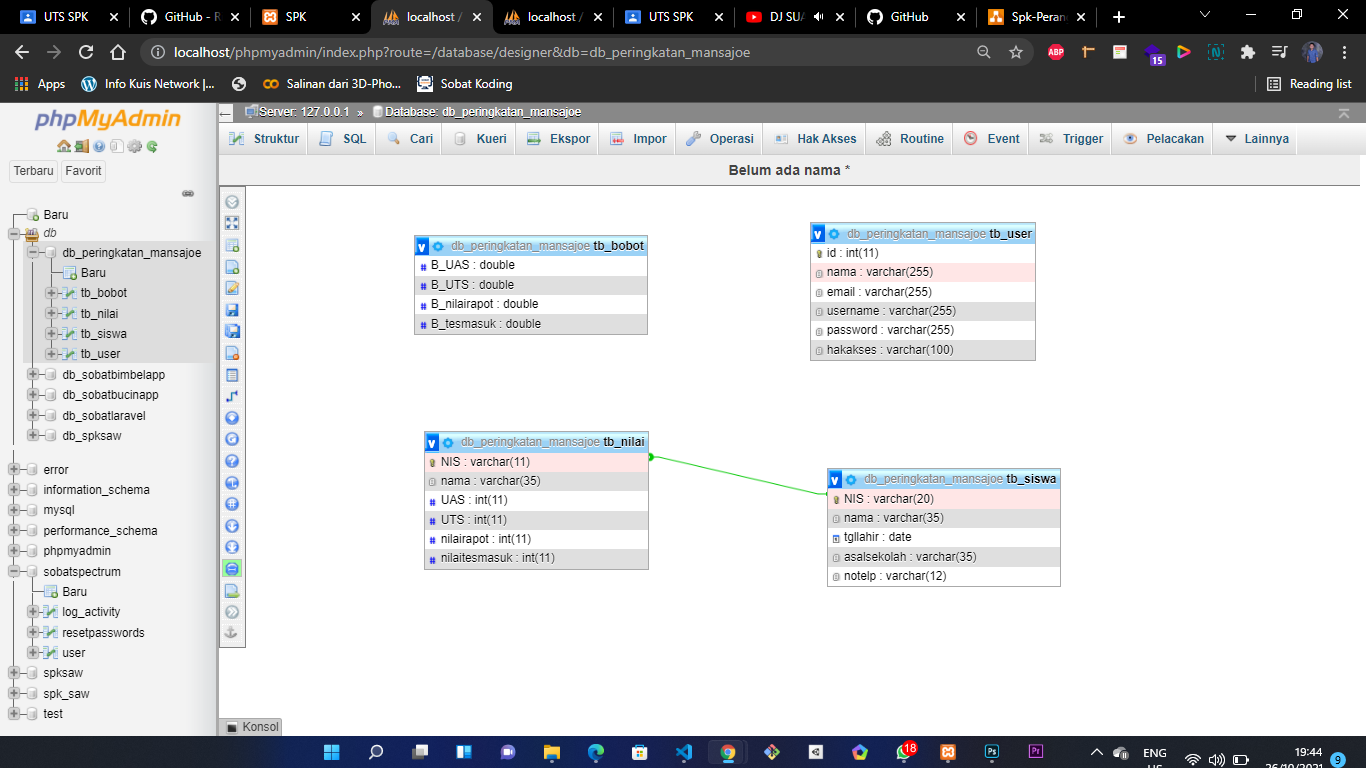 UTS SPK
GitHub - R
SPK
localhost /
localhost /
UTS SPK
DJ SUA
GitHub
Spk-Peran
localhost/phpmyadmin/index.php?route=/database/designer&db=db_peringkatan_mansajoe
ABP
15
N
Apps
Info Kuis Network |...
Salinan dari 3D-Pho...
Sobat Koding
Reading list
phpMyAdmin
Terbaru
Favorit
Baru
db
db_peringkatan_mansajoe
Baru
tb_bobot
tb_nilai
tb_siswa
tb_user
db_sobatbimbelapp
db_sobatbucinapp
db_sobatlaravel
db_spksaw
error
information_schema
mysql
performance_schema
phpmyadmin
sobatspectrum
Baru
log_activity
resetpasswords
user
spksaw
spk_saw
test
Server: 127.0.0.1 » Database: db_peringkatan_mansajoe
Struktur
SQL
Cari
Kueri
Ekspor
Impor
Operasi
Hak Akses
Routine
Event
Trigger
Pelacakan
Lainnya
Belum ada nama *
v db_peringkatan_mansajoe tb_bobot
# B_UAS : double
# B_UTS : double
# B_nilairapot : double
# B_tesmasuk : double
v db_peringkatan_mansajoe tb_user
id : int(11)
nama : varchar(255)
email : varchar(255)
username : varchar(255)
password : varchar(255)
hakakses : varchar(100)
v db_peringkatan_mansajoe tb_nilai
NIS : varchar(11)
nama : varchar(35)
# UAS : int(11)
# UTS : int(11)
# nilairapot : int(11)
# nilaitesmasuk : int(11)
v db_peringkatan_mansajoe tb_siswa
NIS : varchar(20)
nama : varchar(35)
tgllahir : date
asalsekolah : varchar(35)
notelp : varchar(12)
Konsol
18
Ps
Pr
ENG
19:44
26/10/2021
9